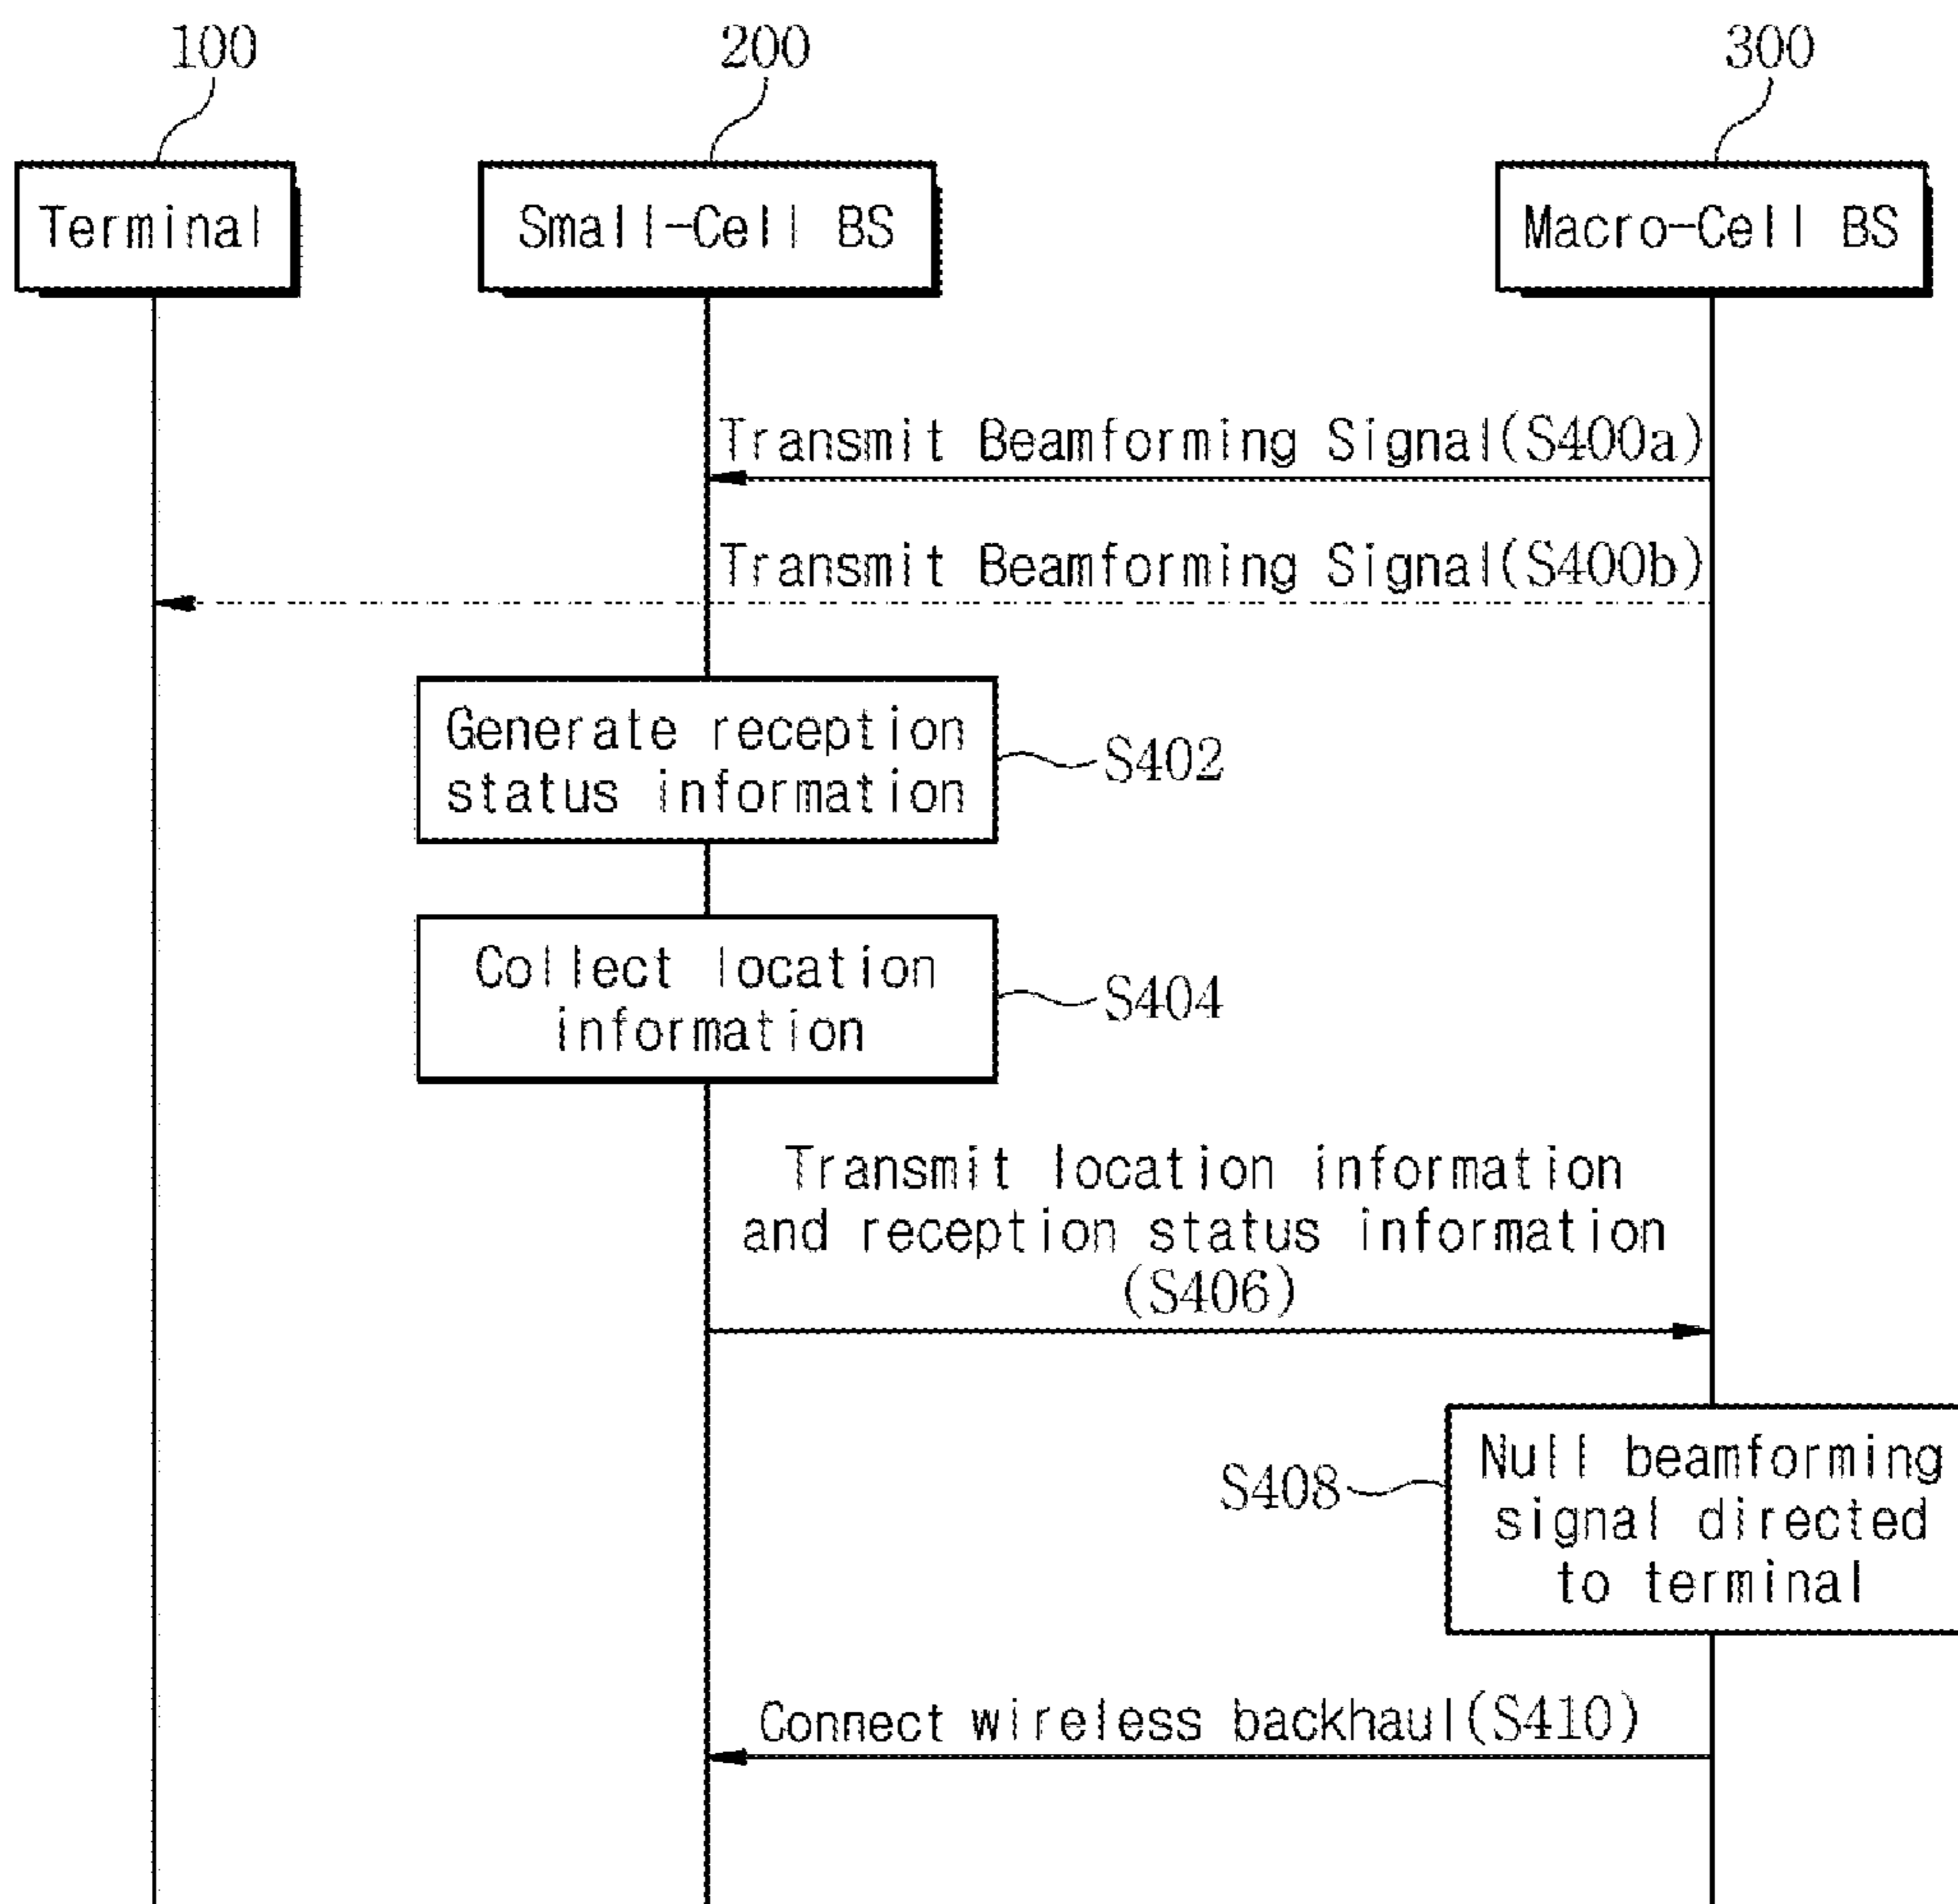 100
200
300
Terminal
Small-Cell BS
Macro-Cell BS
Transmit Beamforming Signal(S400a)
Transmit Beamforming Signal(S400b)
Generate reception
status information
S402
Collect location
information
S404
Transmit location information
and reception status information
(S406)
Null beamforming
signal directed
to terminal
S408
Connect wireless backhaul(S410)